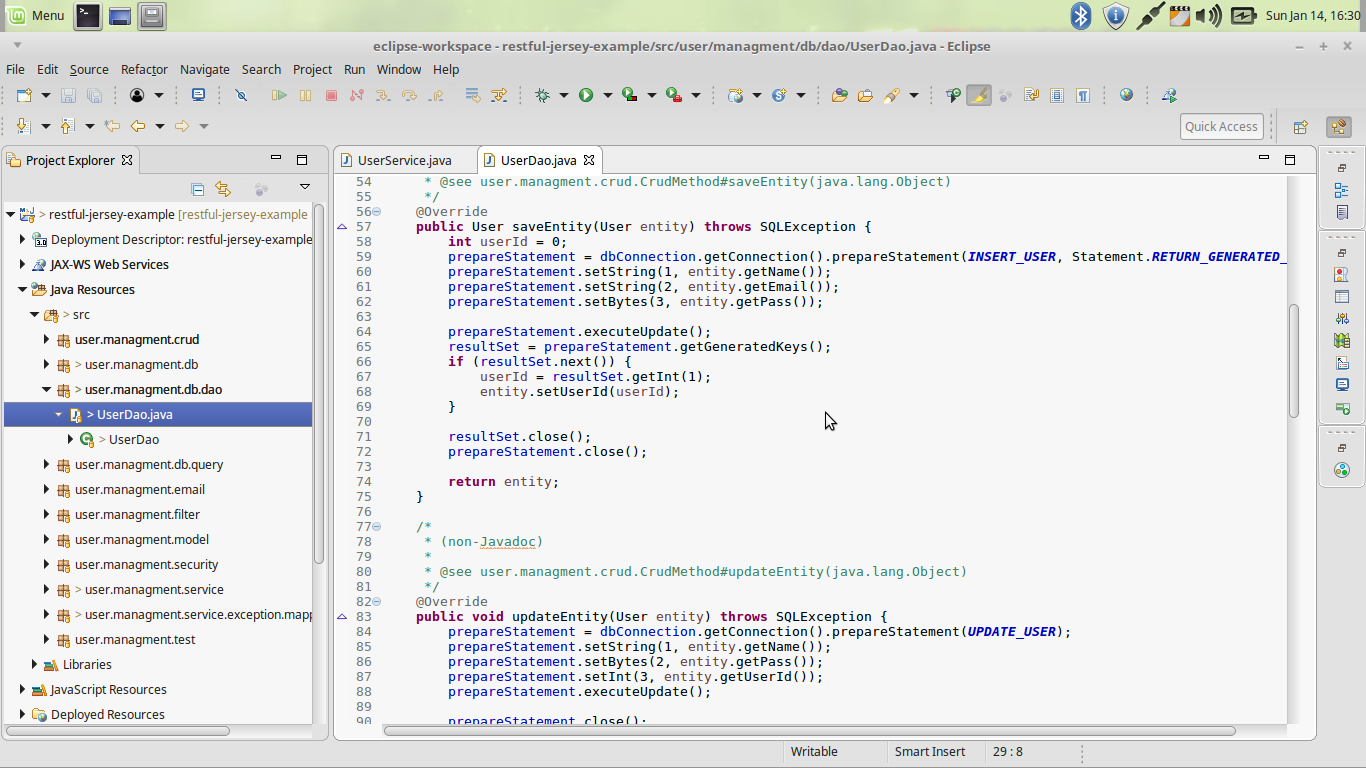 Menu
Sun Jan 14, 16:30
eclipse-workspace - restful-jersey-example/src/user/managment/db/dao/UserDao.java - Eclipse
File Edit Source Refactor Navigate Search Project Run Window Help
Quick Access
Project Explorer
> restful-jersey-example [restful-jersey-example
Deployment Descriptor: restful-jersey-example
JAX-WS Web Services
Java Resources
> src
user.managment.crud
> user.managment.db
> user.managment.db.dao
> UserDao.java
> UserDao
user.managment.db.query
user.managment.email
user.managment.filter
user.managment.model
user.managment.security
> user.managment.service
> user.managment.service.exception.mapp
user.managment.test
Libraries
JavaScript Resources
Deployed Resources
UserService.java
UserDao.java
54 * @see user.managment.crud.CrudMethod#saveEntity(java.lang.Object)
55 */
56 @Override
57 public User saveEntity(User entity) throws SQLException {
58 int userId = 0;
59 prepareStatement = dbConnection.getConnection().prepareStatement(INSERT_USER, Statement.RETURN_GENERATED_
60 prepareStatement.setString(1, entity.getName());
61 prepareStatement.setString(2, entity.getEmail());
62 prepareStatement.setBytes(3, entity.getPass());
63
64 prepareStatement.executeUpdate();
65 resultSet = prepareStatement.getGeneratedKeys();
66 if (resultSet.next()) {
67 userId = resultSet.getInt(1);
68 entity.setUserId(userId);
69 }
70
71 resultSet.close();
72 prepareStatement.close();
73
74 return entity;
75 }
76
77 /*
78 * (non-Javadoc)
79 *
80 * @see user.managment.crud.CrudMethod#updateEntity(java.lang.Object)
81 */
82 @Override
83 public void updateEntity(User entity) throws SQLException {
84 prepareStatement = dbConnection.getConnection().prepareStatement(UPDATE_USER);
85 prepareStatement.setString(1, entity.getName());
86 prepareStatement.setBytes(2, entity.getPass());
87 prepareStatement.setInt(3, entity.getUserId());
88 prepareStatement.executeUpdate();
89
90 prepareStatement.close();
Writable Smart Insert 29 : 8